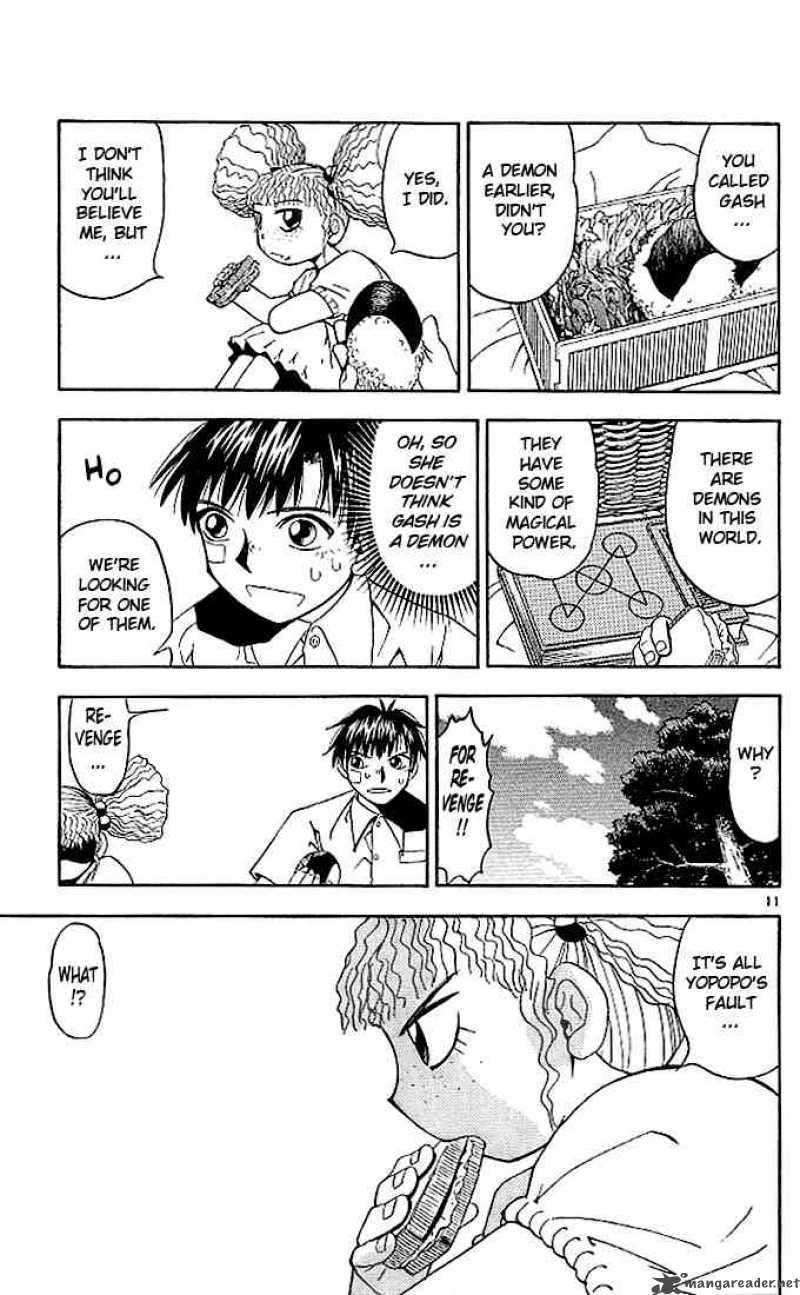 YOU
CALLED
GASH
...
A DEMON
EARLIER,
DIDN'T
YOU?
YES,
I DID.
I DON'T
THINK
YOU'LL
BELIEVE
ME, BUT
...
THERE
ARE
DEMONS
IN THIS
WORLD.
THEY
HAVE
SOME
KIND OF
MAGICAL
POWER.
OH, SO
SHE
DOESN'T
THINK
GASH IS
A DEMON
...
HO
WE'RE
LOOKING
FOR ONE
OF THEM.
WHY
?
FOR
RE-
VENGE
!!
RE-
VENGE
...
11
IT'S ALL
YOPOPO'S
FAULT
...
WHAT
!?
mangareader.net